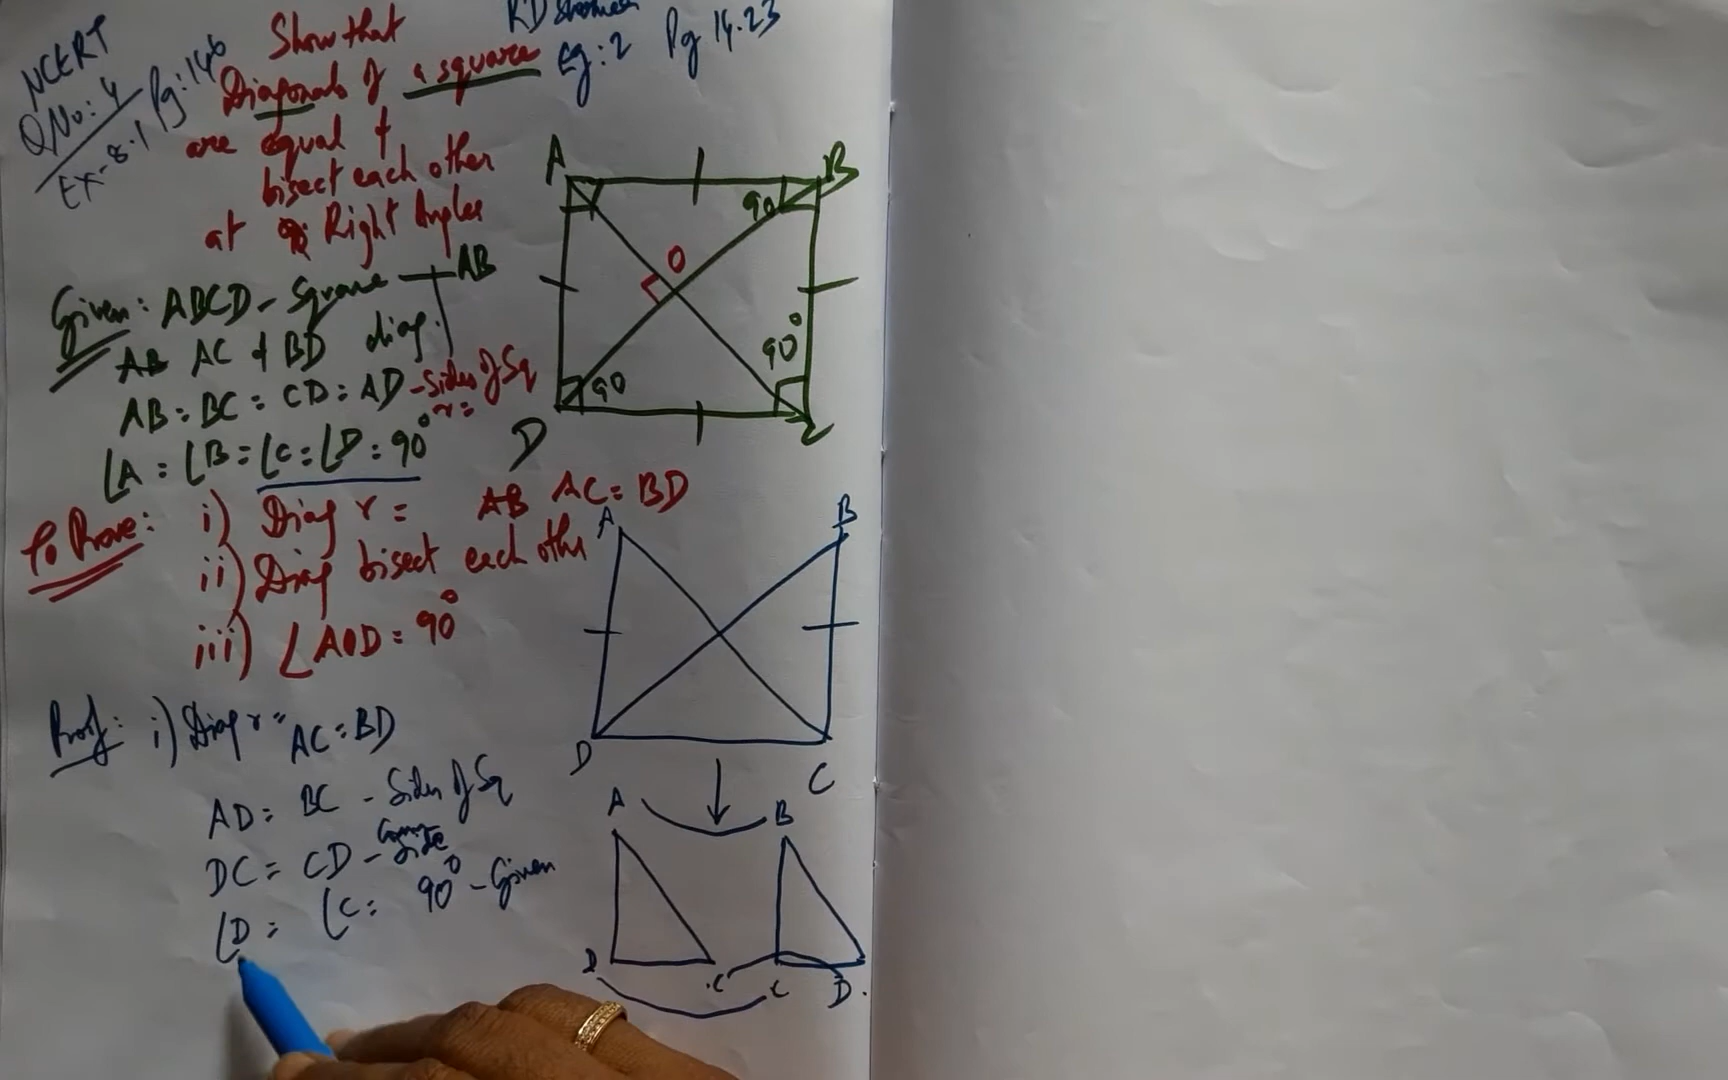 NCERT
QNo: 4 Pg: 146
Ex-8.1
RD Sharma
Eg: 2 Pg 14.23
Show that
Diagonals of a square
are equal +
bisect each other
at Right Angles
Given: ABCD - Square AB
AC + BD diag.
AB = BC = CD = AD - Sides of Sq r =
∠A = ∠B = ∠C = ∠D = 90°
To Prove: i) Diag r = AC = BD
ii) Diag bisect each other
iii) ∠AOD = 90°
Proof: i) Diag r = AC = BD
AD = BC - Sides of Sq
DC = CD - Comm Side
∠D = ∠C = 90° - Given
A B
90
O
90°
90
D C
A B
D C
A B
D C C D